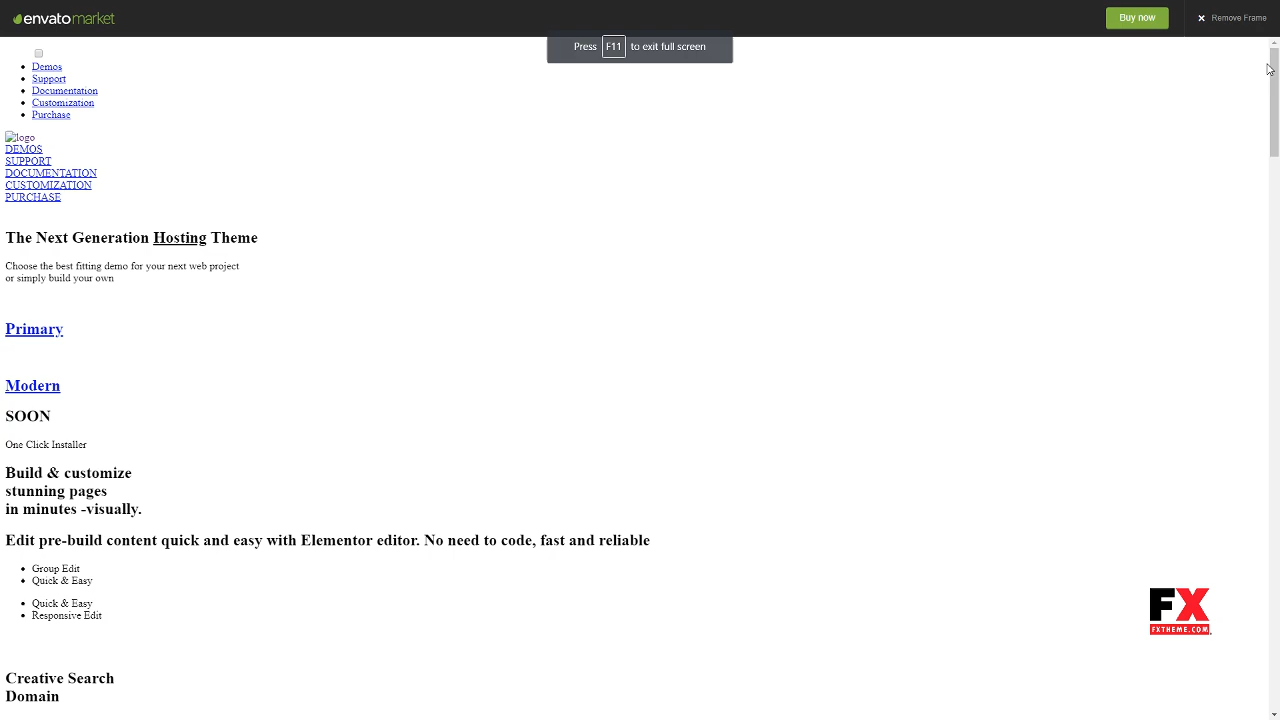 envatomarket
Buy now
Remove Frame
Press F11 to exit full screen
Demos
Support
Documentation
Customization
Purchase
logo
DEMOS
SUPPORT
DOCUMENTATION
CUSTOMIZATION
PURCHASE
The Next Generation Hosting Theme
Choose the best fitting demo for your next web project
or simply build your own
Primary
Modern
SOON
One Click Installer
Build & customize
stunning pages
in minutes -visually.
Edit pre-build content quick and easy with Elementor editor. No need to code, fast and reliable
Group Edit
Quick & Easy
Quick & Easy
Responsive Edit
FX
FXTHEME.COM
Creative Search
Domain